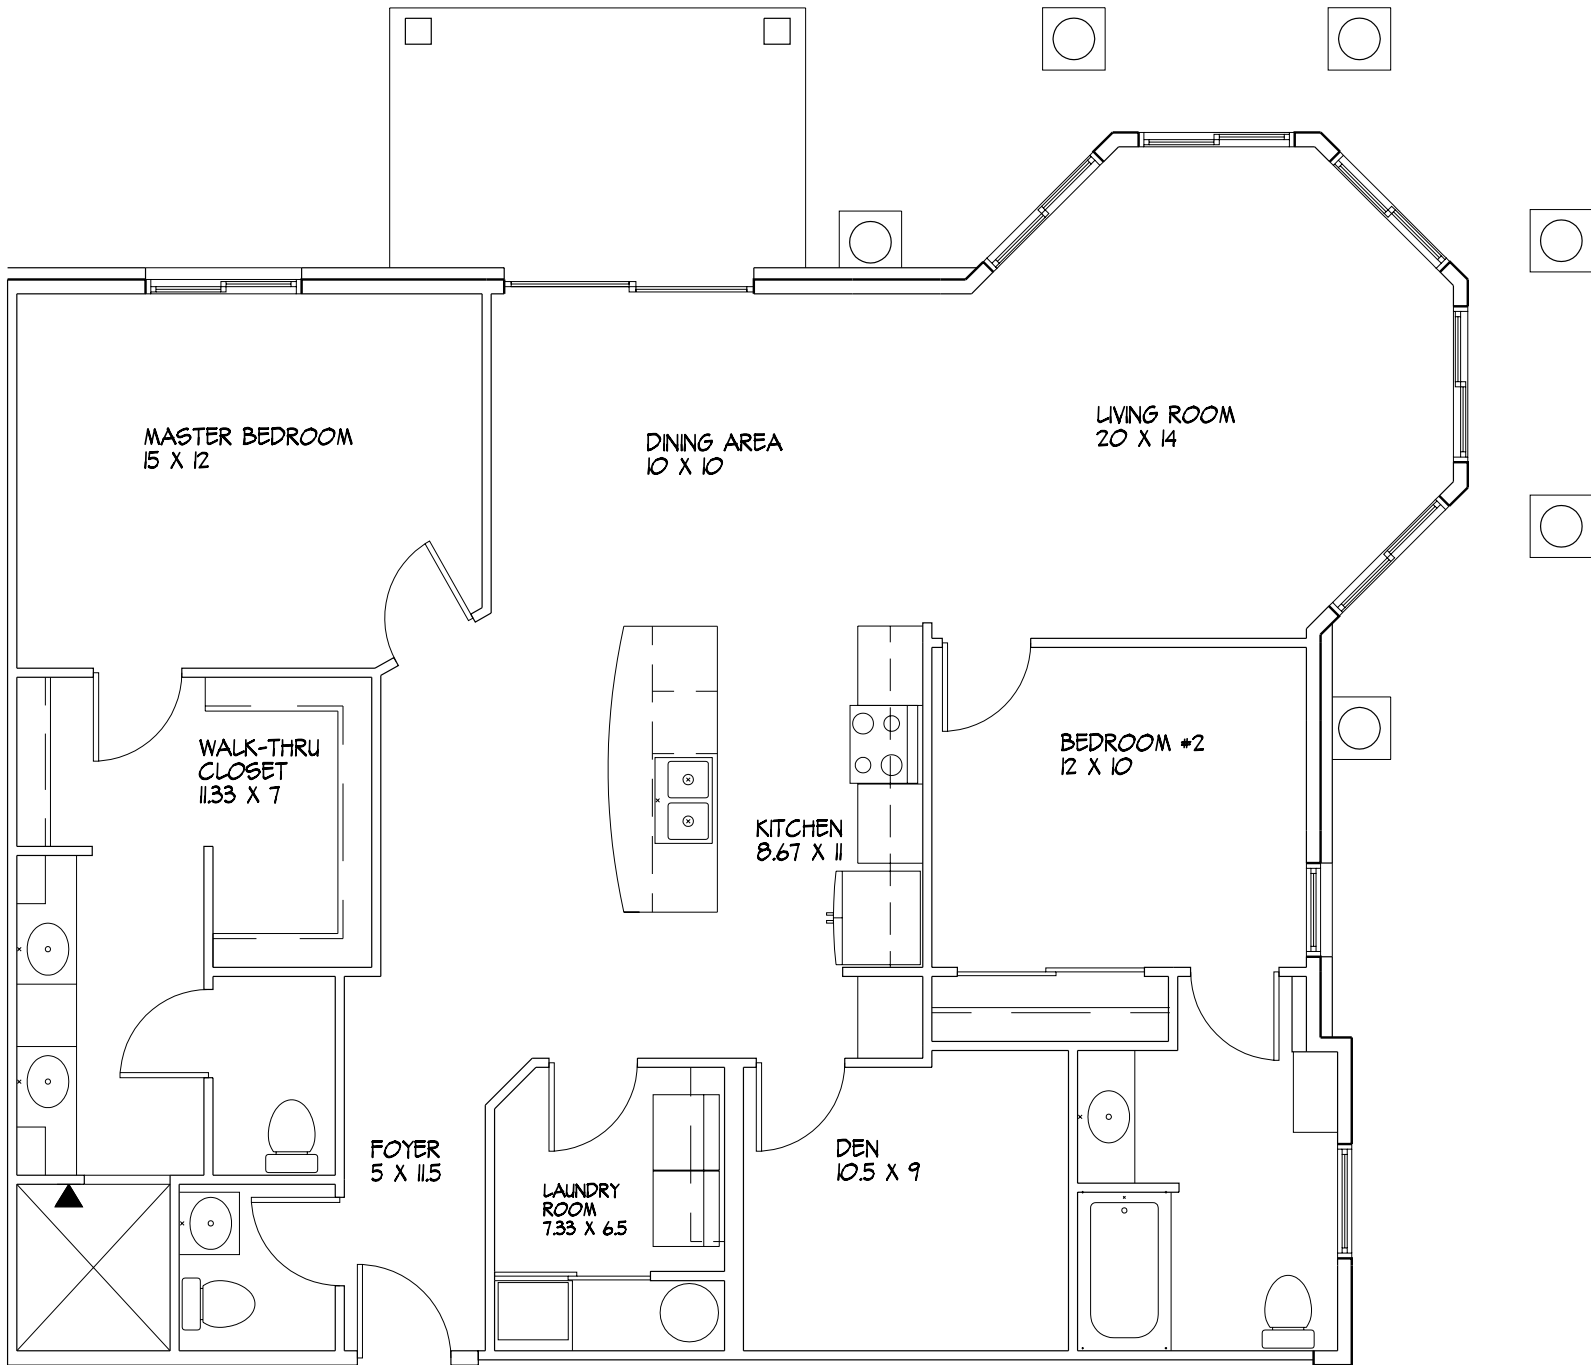 MASTER BEDROOM
15 X 12
DINING AREA
10 X 10
LIVING ROOM
20 X 14
WALK-THRU
CLOSET
11.33 X 7
BEDROOM #2
12 X 10
KITCHEN
8.67 X 11
FOYER
5 X 11.5
LAUNDRY
ROOM
7.33 X 6.5
DEN
10.5 X 9